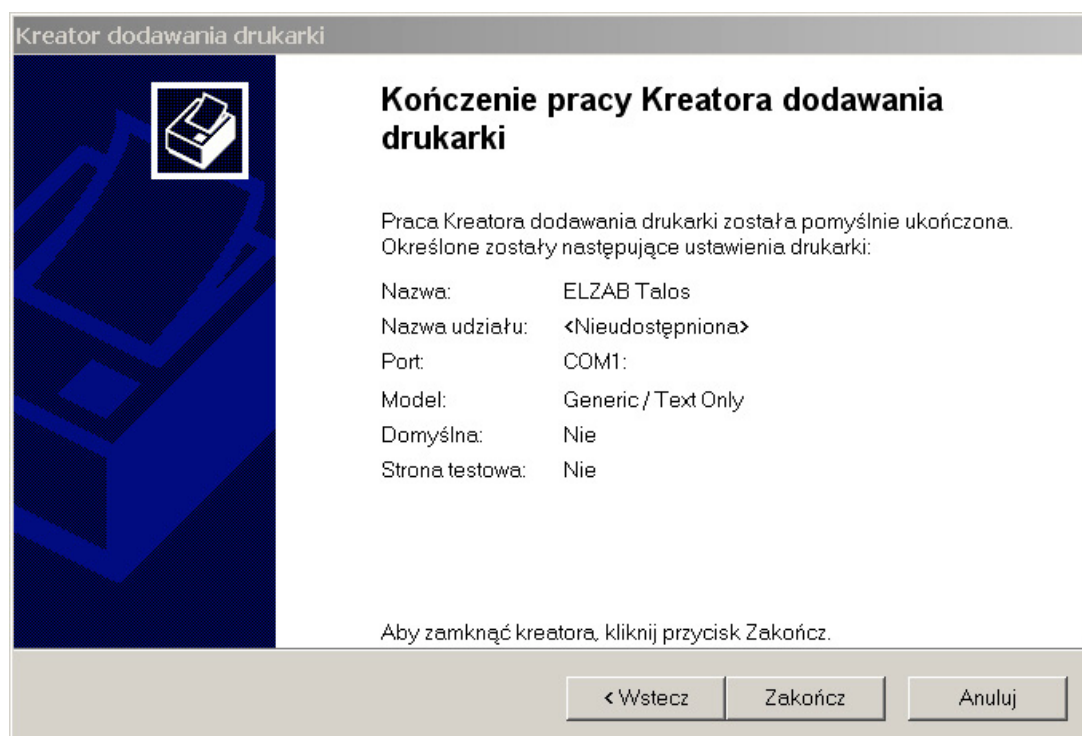 Kreator dodawania drukarki
Kończenie pracy Kreatora dodawania
drukarki
Praca Kreatora dodawania drukarki została pomyślnie ukończona.
Określone zostały następujące ustawienia drukarki:
Nazwa: ELZAB Talos
Nazwa udziału: <Nieudostępniona>
Port: COM1:
Model: Generic / Text Only
Domyślna: Nie
Strona testowa: Nie
Aby zamknąć kreatora, kliknij przycisk Zakończ.
< Wstecz Zakończ Anuluj